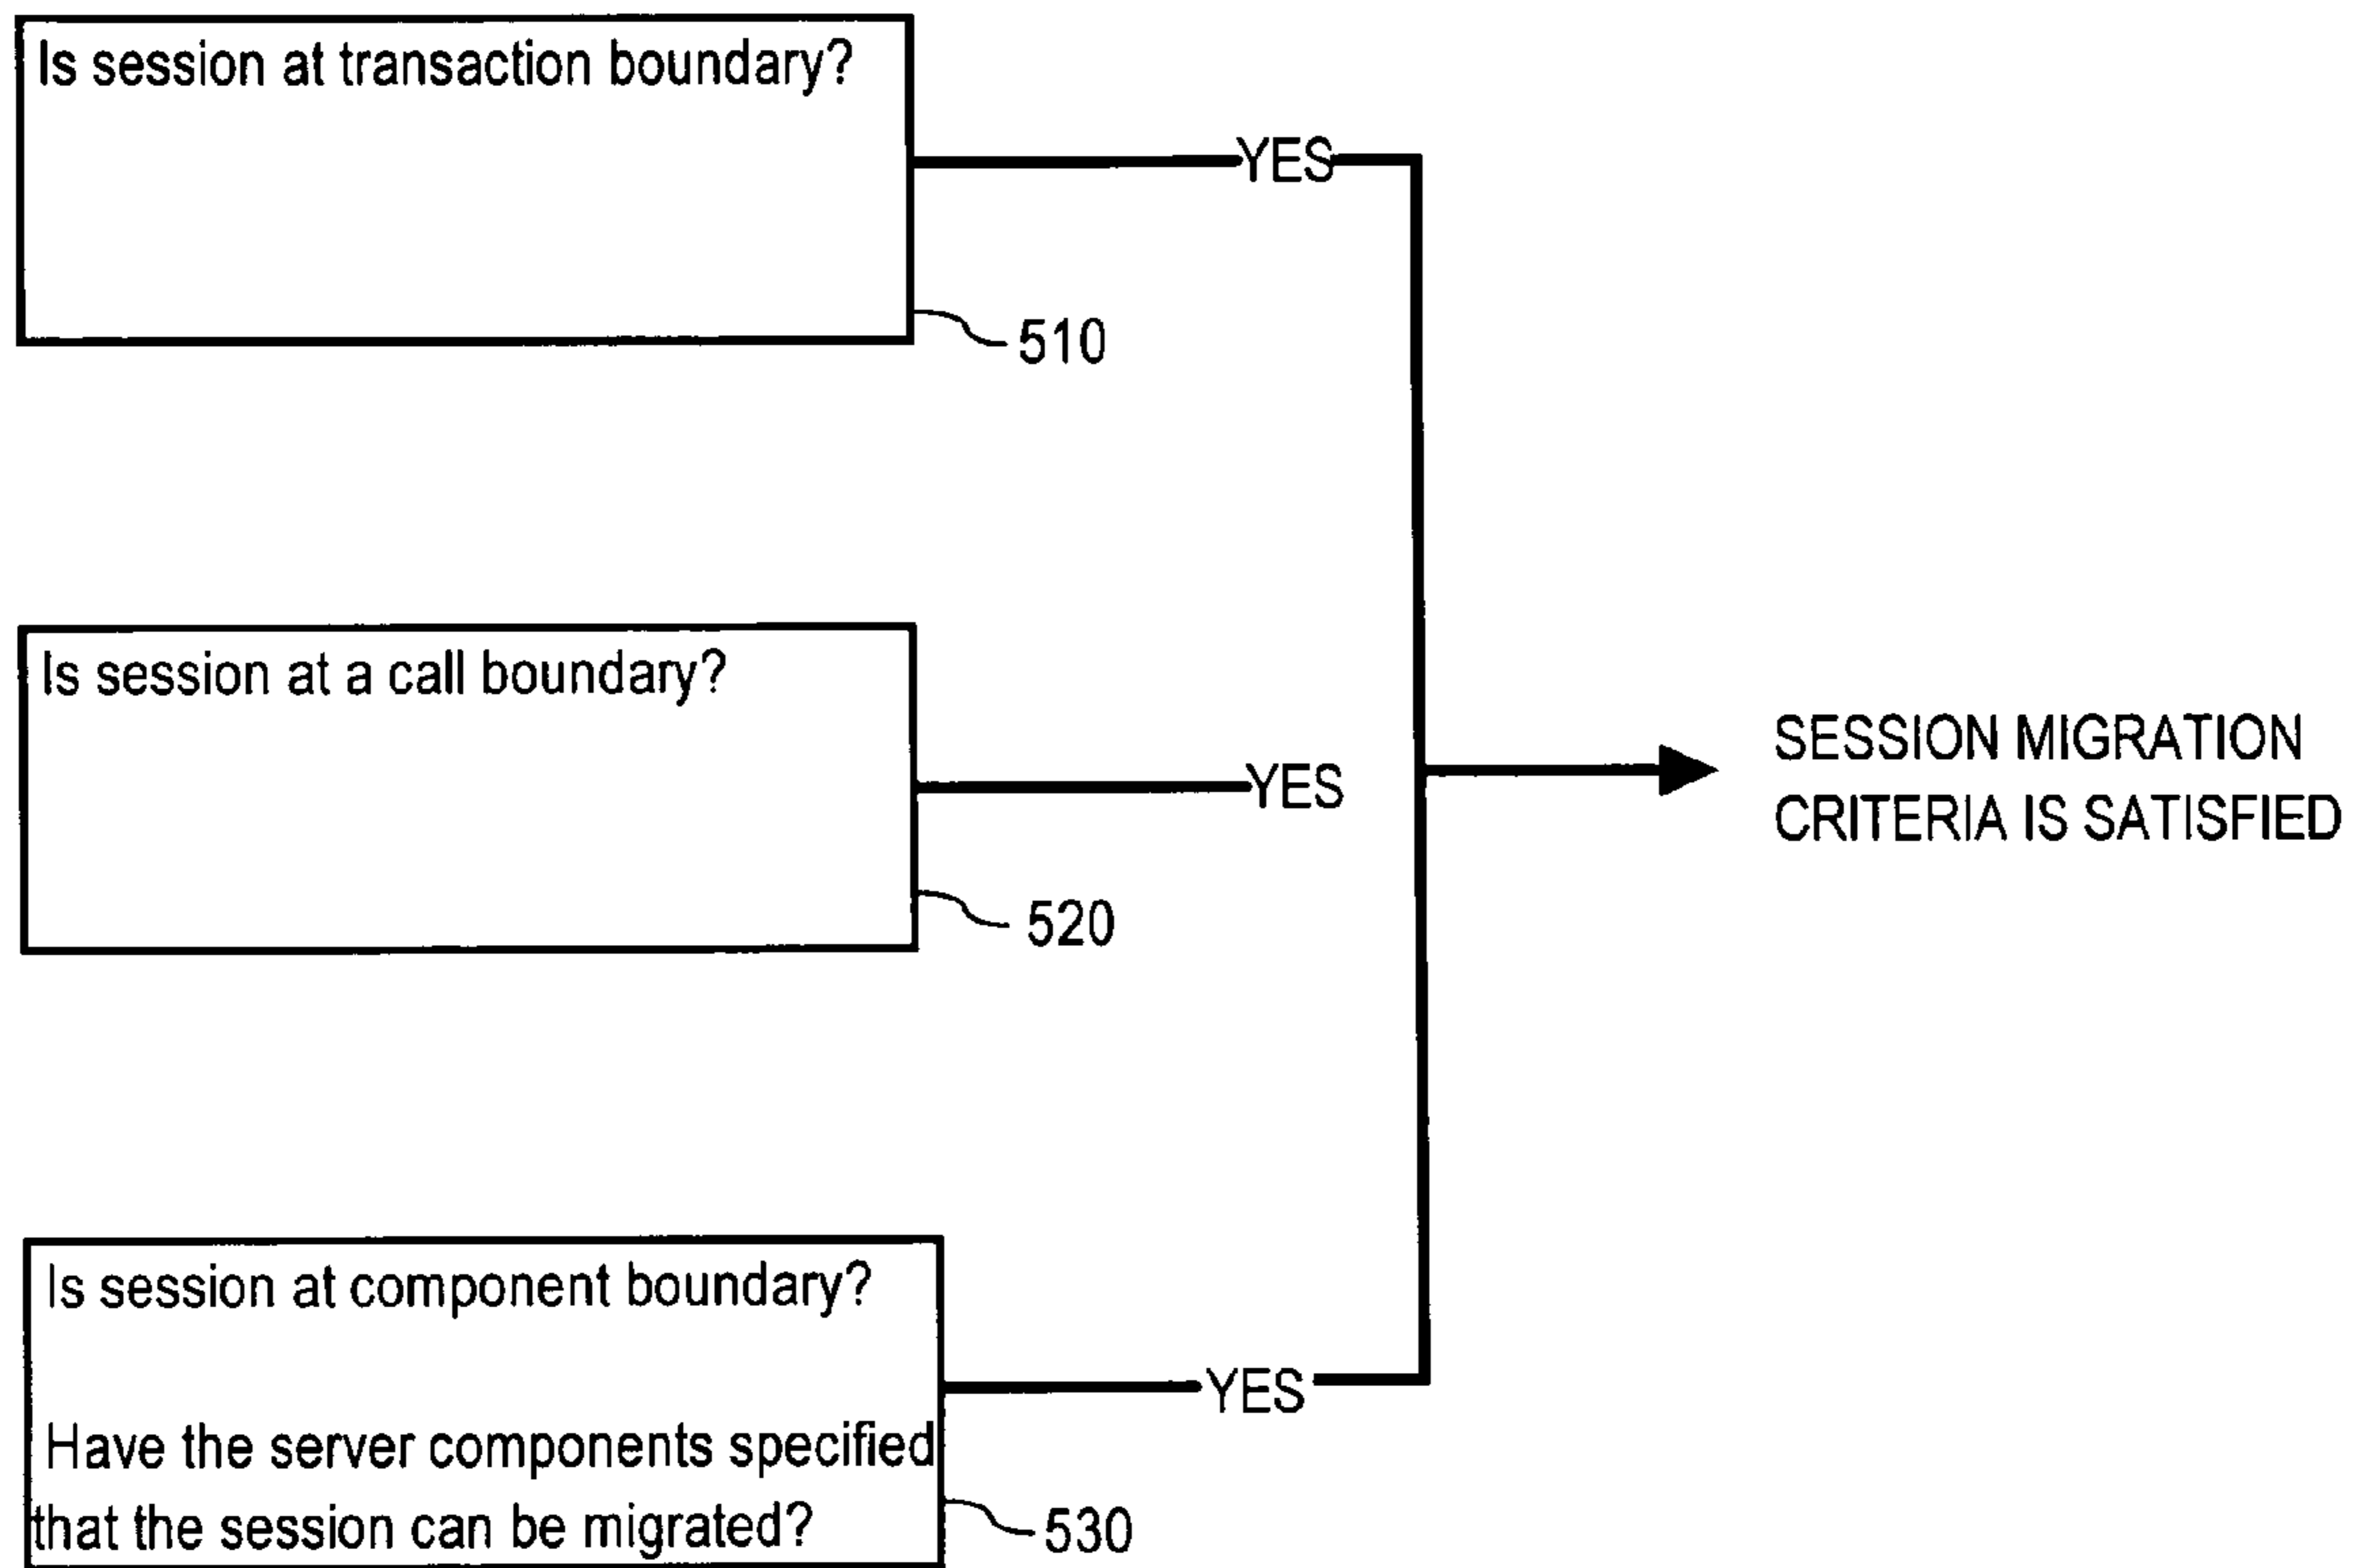 Is session at transaction boundary?
YES
510
Is session at a call boundary?
YES
520
SESSION MIGRATION
CRITERIA IS SATISFIED
Is session at component boundary?
YES
Have the server components specified
that the session can be migrated?
530